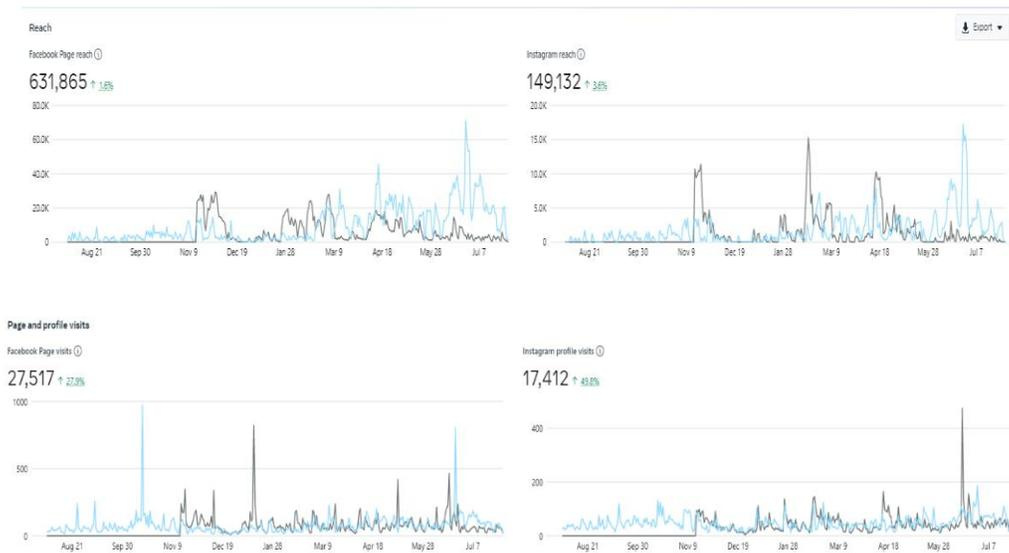 Reach
Export
Facebook Page reach
631,865 ↑ 1.6%
80.0K
60.0K
40.0K
20.0K
0
Aug 21 Sep 30 Nov 9 Dec 19 Jan 28 Mar 9 Apr 18 May 28 Jul 7
Instagram reach
149,132 ↑ 3.6%
20.0K
15.0K
10.0K
5.0K
0
Aug 21 Sep 30 Nov 9 Dec 19 Jan 28 Mar 9 Apr 18 May 28 Jul 7
Page and profile visits
Facebook Page visits
27,517 ↑ 27.9%
1000
500
0
Aug 21 Sep 30 Nov 9 Dec 19 Jan 28 Mar 9 Apr 18 May 28 Jul 7
Instagram profile visits
17,412 ↑ 49.8%
400
200
0
Aug 21 Sep 30 Nov 9 Dec 19 Jan 28 Mar 9 Apr 18 May 28 Jul 7